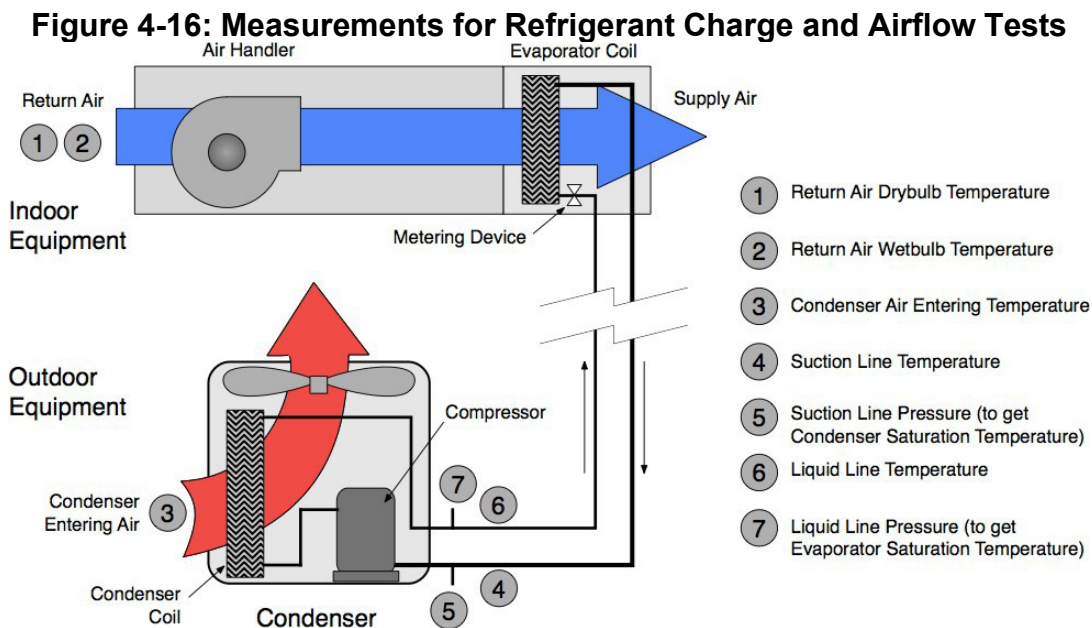 Figure 4-16: Measurements for Refrigerant Charge and Airflow Tests
Air Handler
Evaporator Coil
Return Air
Supply Air
1 2
Metering Device
Indoor
Equipment
Outdoor
Equipment
Compressor
7
6
Condenser
Entering Air
3
4
5
Condenser
Coil
Condenser
1 Return Air Drybulb Temperature
2 Return Air Wetbulb Temperature
3 Condenser Air Entering Temperature
4 Suction Line Temperature
5 Suction Line Pressure (to get
Condenser Saturation Temperature)
6 Liquid Line Temperature
7 Liquid Line Pressure (to get
Evaporator Saturation Temperature)